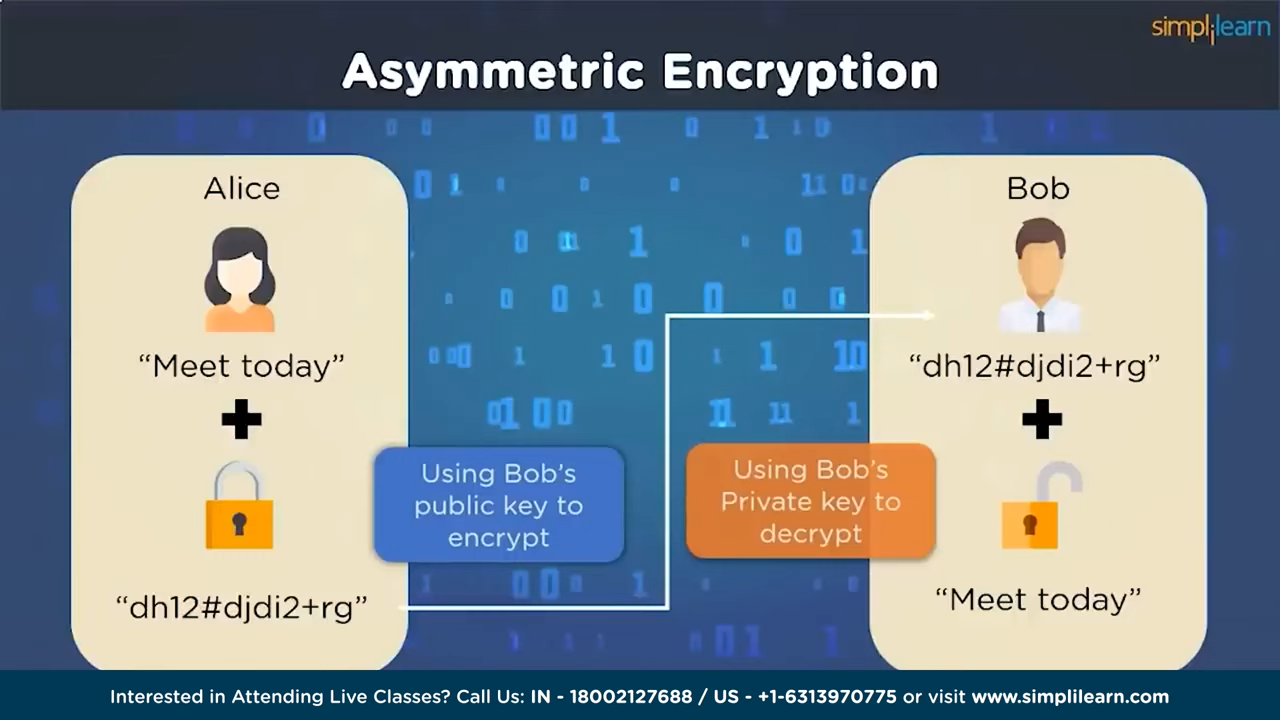 simplilearn
Asymmetric Encryption
Alice
“Meet today”
“dh12#djdi2+rg”
Using Bob’s
public key to
encrypt
Using Bob’s
Private key to
decrypt
Bob
“dh12#djdi2+rg”
“Meet today”
Interested in Attending Live Classes? Call Us: IN - 18002127688 / US - +1-6313970775 or visit www.simplilearn.com